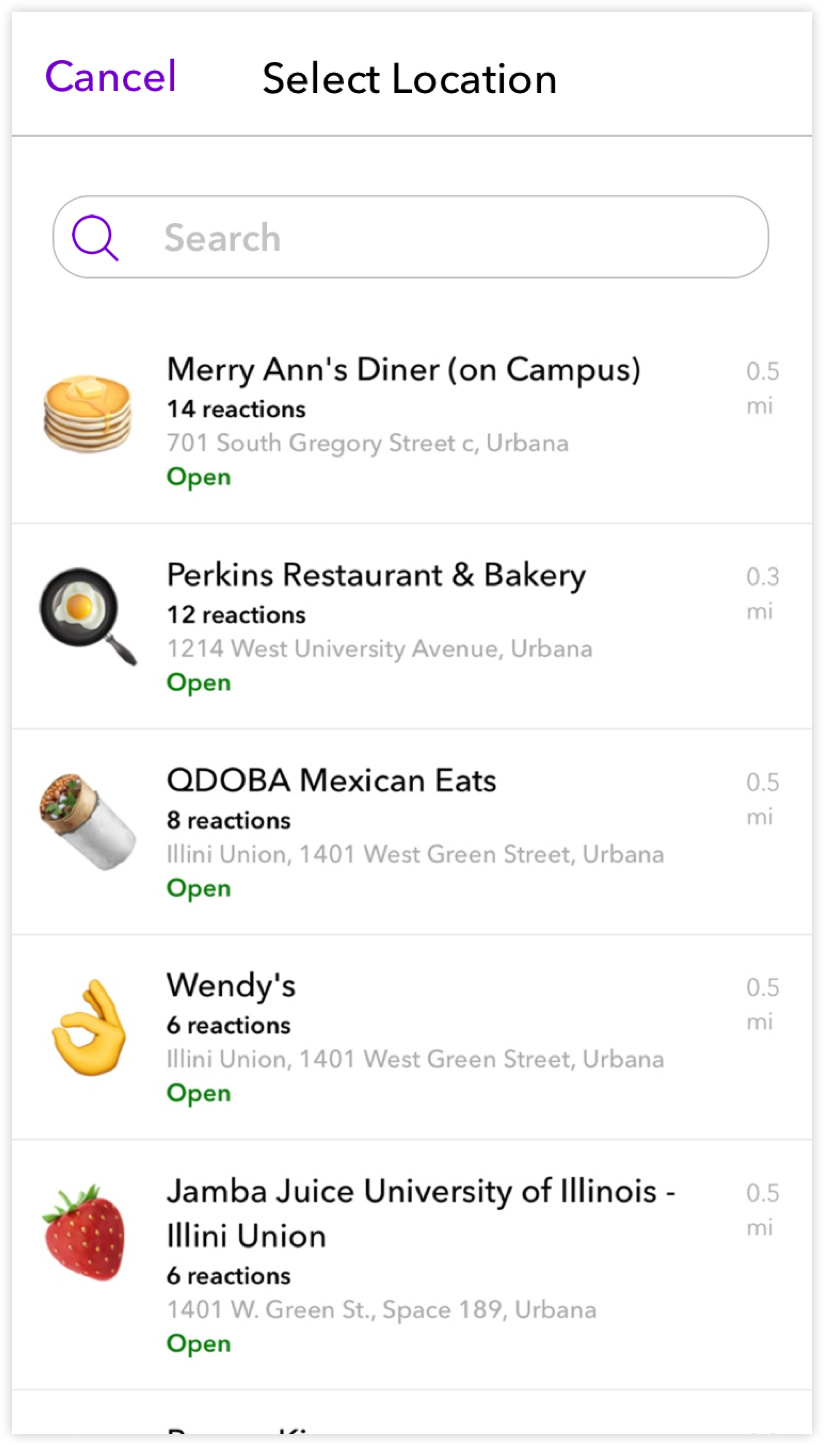 Cancel
Select Location
Search
Merry Ann's Diner (on Campus)
0.5
mi
14 reactions
701 South Gregory Street c, Urbana
Open
Perkins Restaurant & Bakery
0.3
mi
12 reactions
1214 West University Avenue, Urbana
Open
QDOBA Mexican Eats
0.5
mi
8 reactions
Illini Union, 1401 West Green Street, Urbana
Open
Wendy's
0.5
mi
6 reactions
Illini Union, 1401 West Green Street, Urbana
Open
Jamba Juice University of Illinois -
Illini Union
0.5
mi
6 reactions
1401 W. Green St., Space 189, Urbana
Open